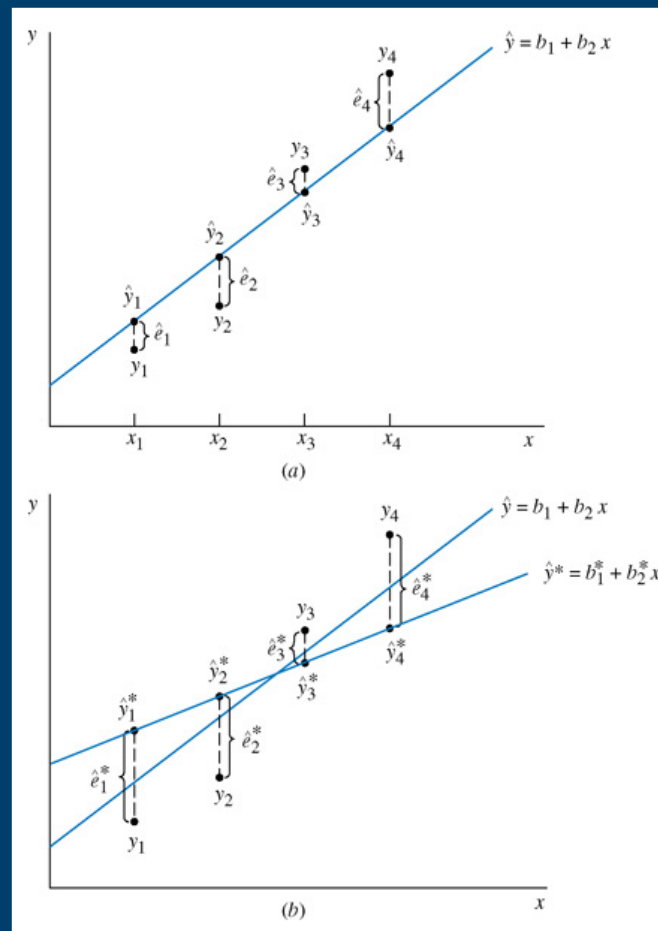 y
ŷ = b₁ + b₂ x
y₄
ê₄
ŷ₄
y₃
ê₃
ŷ₃
ŷ₂
ê₂
y₂
ŷ₁
ê₁
y₁
x₁ x₂ x₃ x₄ x
(a)
y
ŷ = b₁ + b₂ x
y₄
ŷ* = b₁* + b₂* x
ê₄*
y₃
ê₃*
ŷ₄*
ŷ₂*
ŷ₃*
ŷ₁*
ê₂*
ê₁*
y₂
y₁
x
(b)